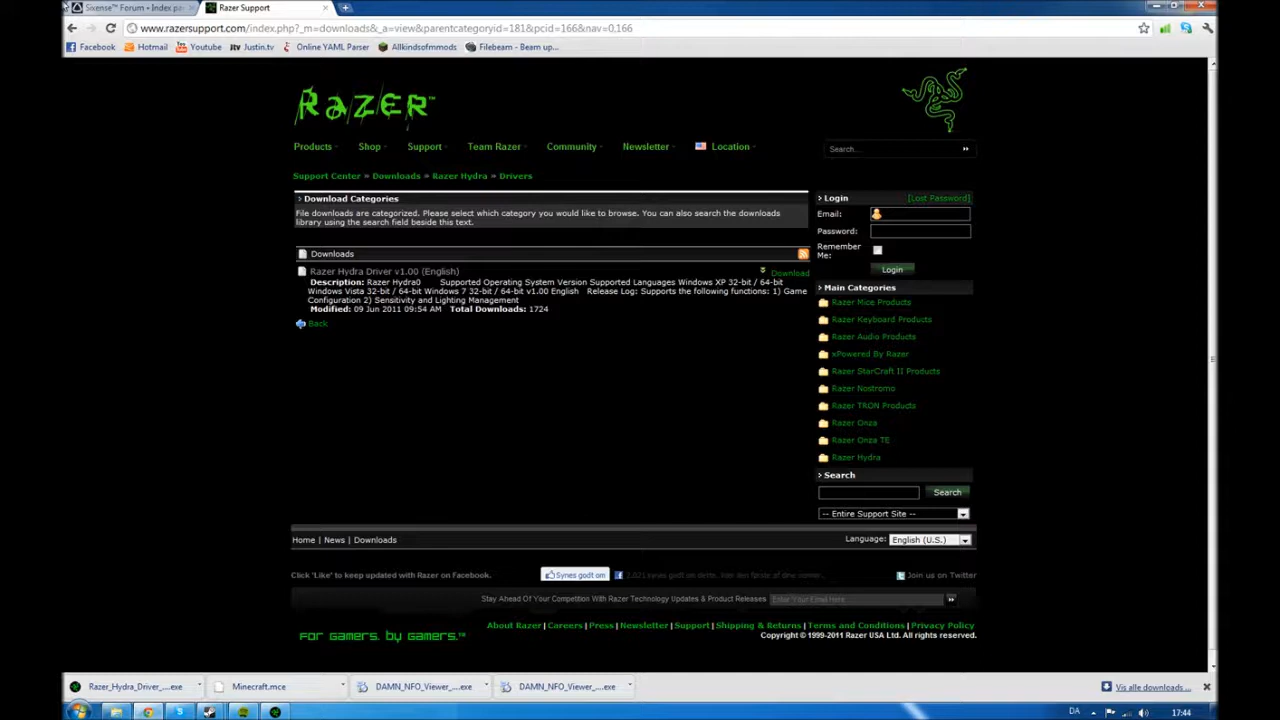 Sixense™ Forum • Index pa
Razer Support
www.razersupport.com/index.php?_m=downloads&_a=view&parentcategoryid=181&pcid=166&nav=0,166
Facebook Hotmail Youtube Justin.tv Online YAML Parser Allkindsofmmods Filebeam - Beam up...
RAZER™
Products Shop Support Team Razer Community Newsletter Location
Search...
Support Center » Downloads » Razer Hydra » Drivers
Download Categories
File downloads are categorized. Please select which category you would like to browse. You can also search the downloads
library using the search field beside this text.
Downloads
Razer Hydra Driver v1.00 (English)
Download
Description: Razer Hydra0 Supported Operating System Version Supported Languages Windows XP 32-bit / 64-bit
Windows Vista 32-bit / 64-bit Windows 7 32-bit / 64-bit v1.00 English Release Log: Supports the following functions: 1) Game
Configuration 2) Sensitivity and Lighting Management
Modified: 09 Jun 2011 09:54 AM Total Downloads: 1724
Back
Login [Lost Password]
Email:
Password:
Remember
Me:
Login
Main Categories
Razer Mice Products
Razer Keyboard Products
Razer Audio Products
xPowered By Razer
Razer StarCraft II Products
Razer Nostromo
Razer TRON Products
Razer Onza
Razer Onza TE
Razer Hydra
Search
Search
-- Entire Support Site --
Home | News | Downloads
Language: English (U.S.)
Click 'Like' to keep updated with Razer on Facebook.
Synes godt om
Join us on Twitter
Stay Ahead Of Your Competition With Razer Technology Updates & Product Releases Enter Your Email Here
FOR GAMERS. BY GAMERS.™
About Razer | Careers | Press | Newsletter | Support | Shipping & Returns | Terms and Conditions | Privacy Policy
Copyright © 1999-2011 Razer USA Ltd. All rights reserved.
Razer_Hydra_Driver_....exe Minecraft.mce DAMN_NFO_Viewer_....exe DAMN_NFO_Viewer_....exe Vis alle downloads ...
DA 17:44